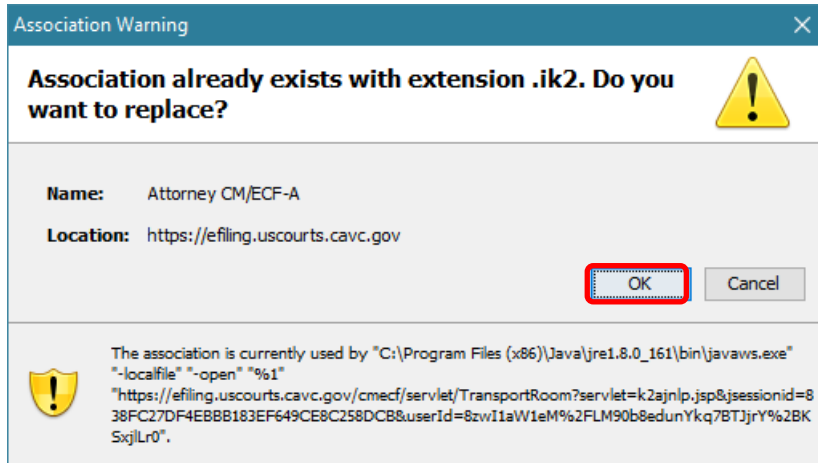 Association Warning
Association already exists with extension .ik2. Do you
want to replace?
Name: Attorney CM/ECF-A
Location: https://efiling.uscourts.cavc.gov
OK Cancel
The association is currently used by "C:\Program Files (x86)\Java\jre1.8.0_161\bin\javaws.exe"
"-localfile" "-open" "%1"
"https://efiling.uscourts.cavc.gov/cmecf/servlet/TransportRoom?servlet=k2ajnlp.jsp&jsessionid=8
38FC27DF4EBBB183EF649CE8C258DCB&userId=8zwI1aW1eM%2FLM90b8edunYkq7BTJjrY%2BK
SxjlLr0".